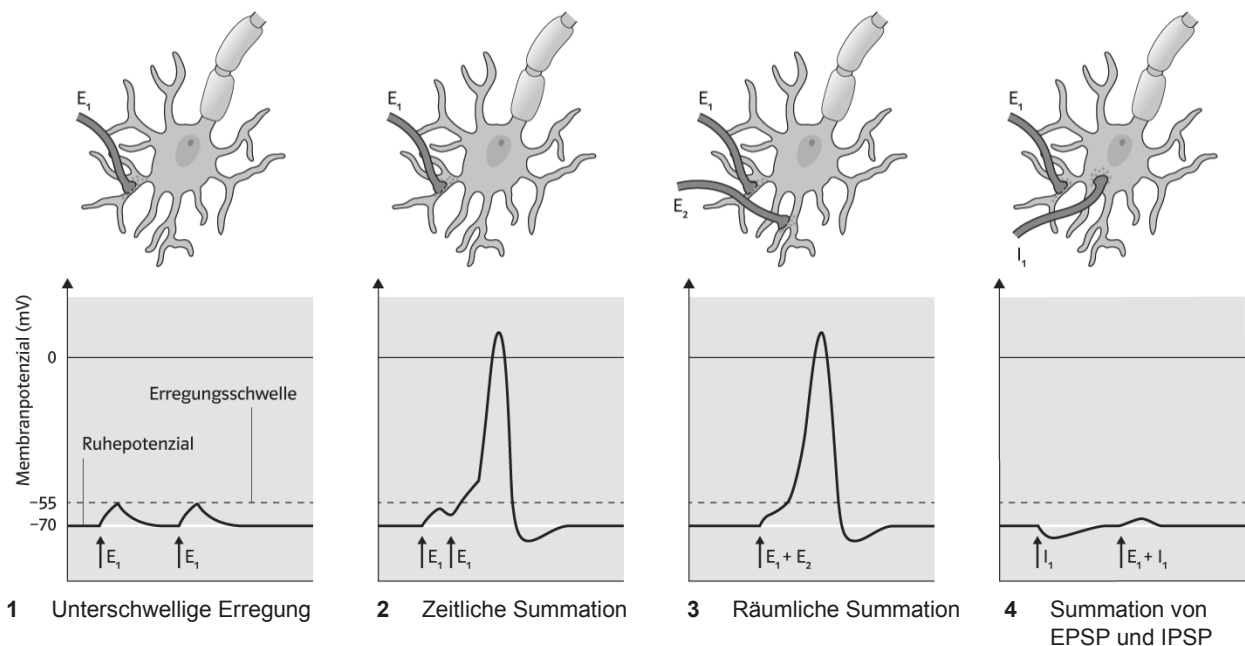 E₁
E₁
E₁
E₂
E₁
I₁
Membranpotenzial (mV)
0
−55
−70
Erregungsschwelle
Ruhepotenzial
E₁
E₁
E₁
E₁
E₁ + E₂
I₁
E₁ + I₁
1 Unterschwellige Erregung
2 Zeitliche Summation
3 Räumliche Summation
4 Summation von
EPSP und IPSP